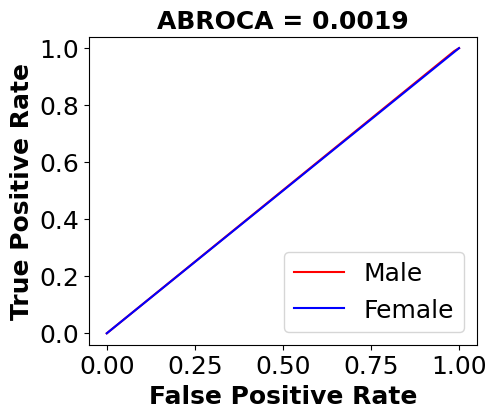 ABROCA = 0.0019
True Positive Rate
1.0
0.8
0.6
0.4
0.2
0.0
Male
Female
0.00 0.25 0.50 0.75 1.00
False Positive Rate